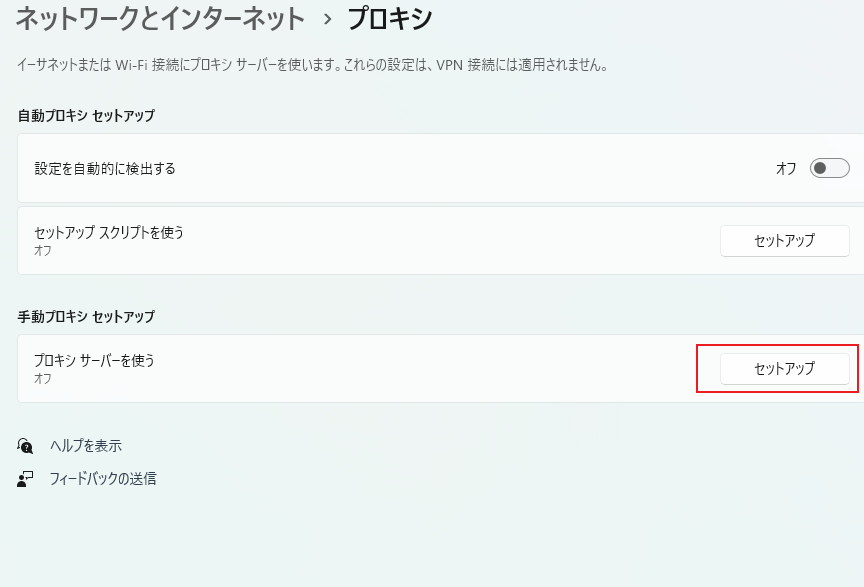 ネットワークとインターネット › プロキシ
イーサネットまたは Wi-Fi 接続にプロキシ サーバーを使います。これらの設定は、VPN 接続には適用されません。
自動プロキシ セットアップ
設定を自動的に検出する オフ
セットアップ スクリプトを使う
オフ
セットアップ
手動プロキシ セットアップ
プロキシ サーバーを使う
オフ
セットアップ
ヘルプを表示
フィードバックの送信